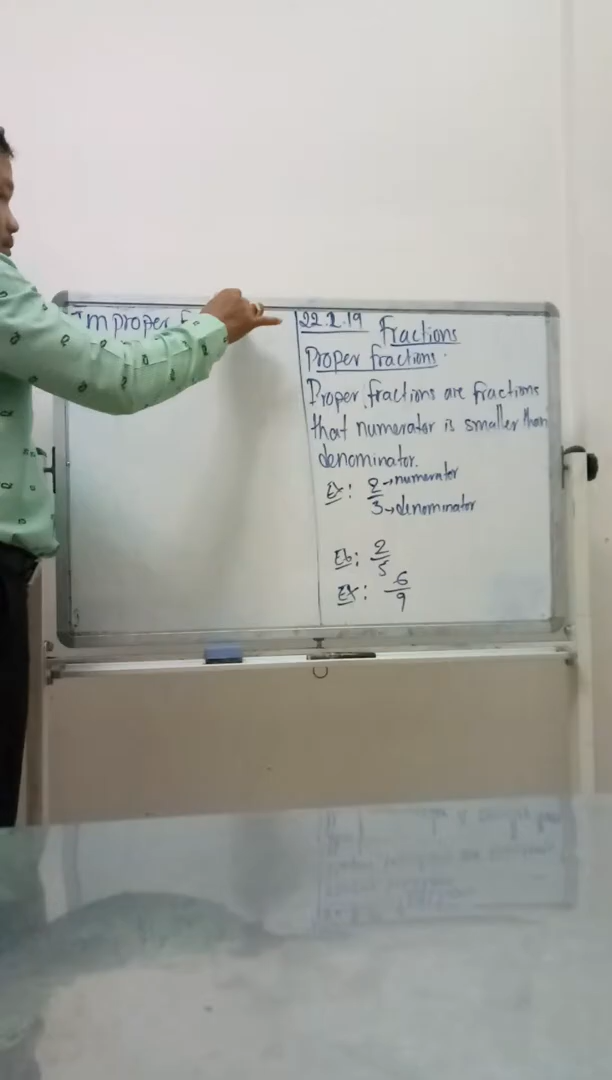 Improper F
22.2.19 Fractions
Proper fractions.
Proper fractions are fractions
that numerator is smaller than
denominator.
Ex: 2 → numerator
3 → denominator
2
5
Ex: 6
9